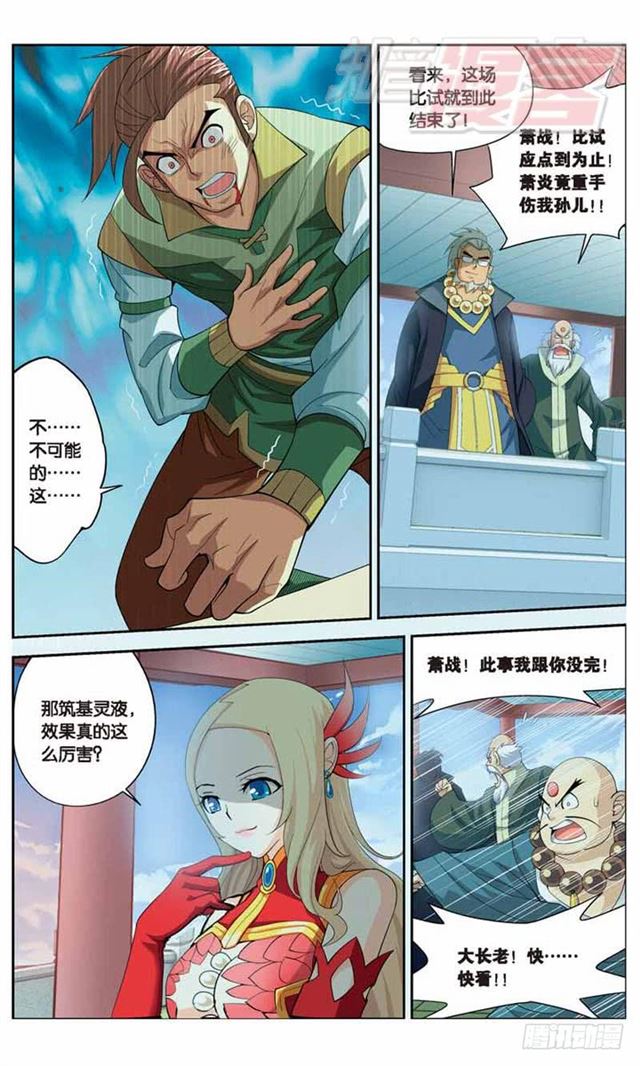 不……
不可能
的……
这……
看来，这场
比试就到此
结束了！
萧战！比试
应点到为止！
萧炎竟重手
伤我孙儿！！
那筑基灵液，
效果真的这
么厉害？
萧战！此事我跟你没完！
大长老！快……
快看！！
腾讯动漫